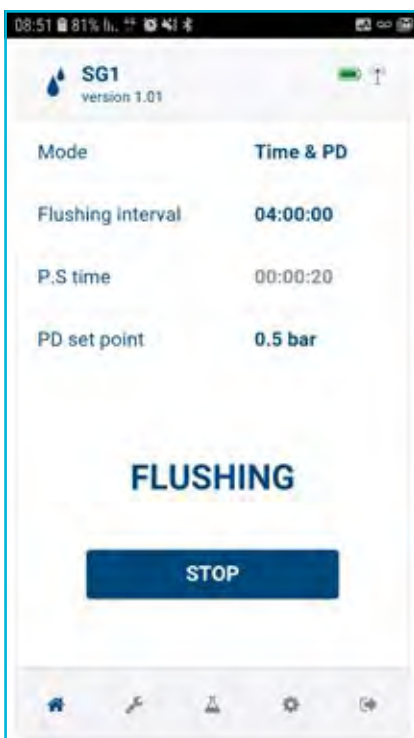 08:51 81%
SG1
version 1.01
Mode Time & PD
Flushing interval 04:00:00
P.S time 00:00:20
PD set point 0.5 bar
FLUSHING
STOP